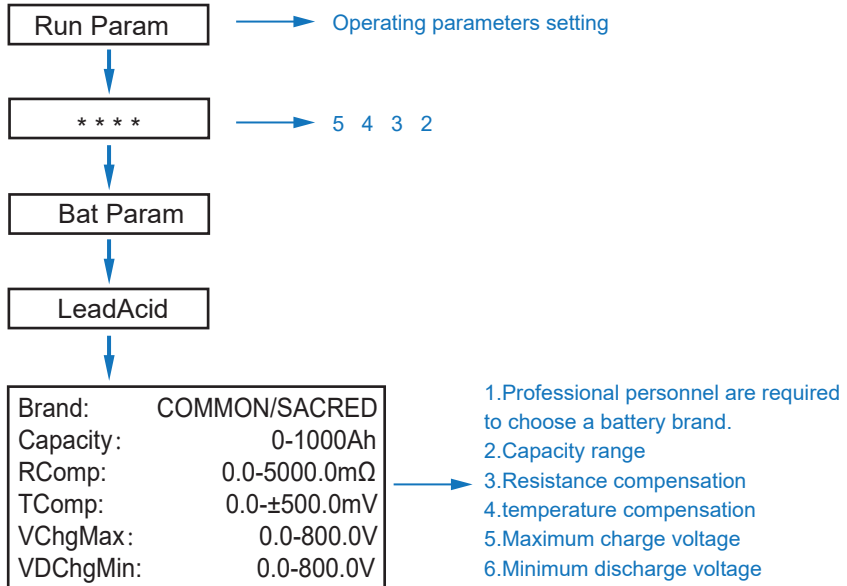 Run Param
Operating parameters setting
* * * *
5 4 3 2
Bat Param
LeadAcid
Brand: COMMON/SACRED
Capacity: 0-1000Ah
RComp: 0.0-5000.0mΩ
TComp: 0.0-±500.0mV
VChgMax: 0.0-800.0V
VDChgMin: 0.0-800.0V
1.Professional personnel are required
to choose a battery brand.
2.Capacity range
3.Resistance compensation
4.temperature compensation
5.Maximum charge voltage
6.Minimum discharge voltage